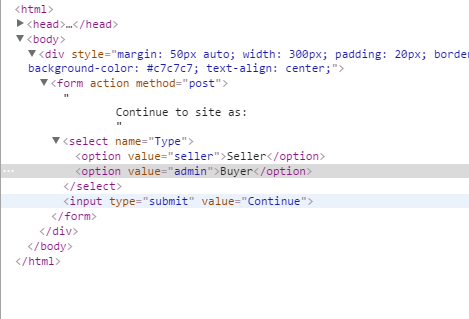 <html>
▶<head>…</head>
▼<body>
▼<div style="margin: 50px auto; width: 300px; padding: 20px; border
background-color: #c7c7c7; text-align: center;">
▼<form action method="post">
"
Continue to site as:
"
▼<select name="Type">
<option value="seller">Seller</option>
<option value="admin">Buyer</option>
</select>
<input type="submit" value="Continue">
</form>
</div>
</body>
</html>